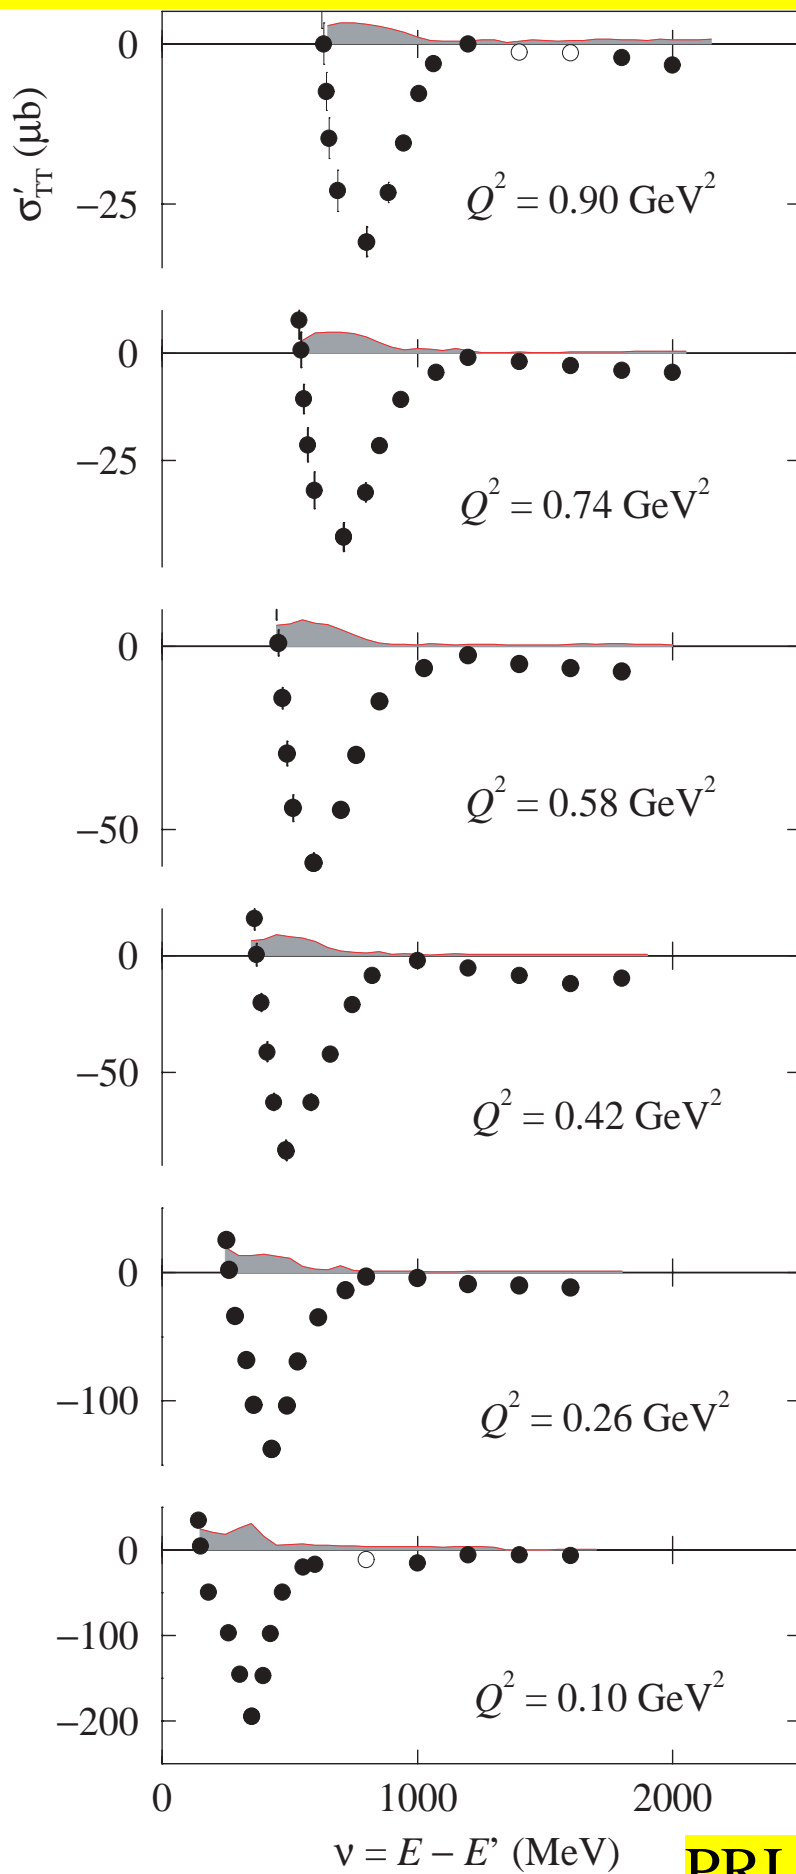 σ′TT (μb)
0
−25
Q² = 0.90 GeV²
0
−25
Q² = 0.74 GeV²
0
−50
Q² = 0.58 GeV²
0
−50
Q² = 0.42 GeV²
0
−100
Q² = 0.26 GeV²
0
−100
−200
Q² = 0.10 GeV²
0 1000 2000
ν = E − E’ (MeV)
PRL